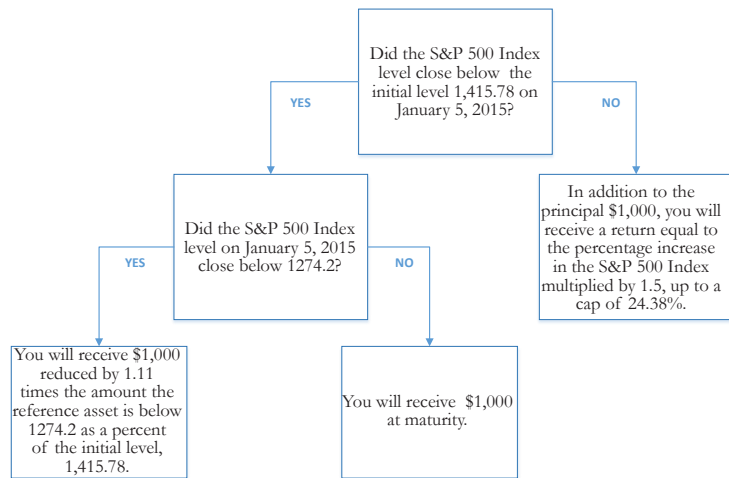 Did the S&P 500 Index
level close below the
initial level 1,415.78 on
January 5, 2015?
YES
NO
Did the S&P 500 Index
level on January 5, 2015
close below 1274.2?
In addition to the
principal $1,000, you will
receive a return equal to
the percentage increase
in the S&P 500 Index
multiplied by 1.5, up to a
cap of 24.38%.
YES
NO
You will receive $1,000
reduced by 1.11
times the amount the
reference asset is below
1274.2 as a percent
of the initial level,
1,415.78.
You will receive $1,000
at maturity.